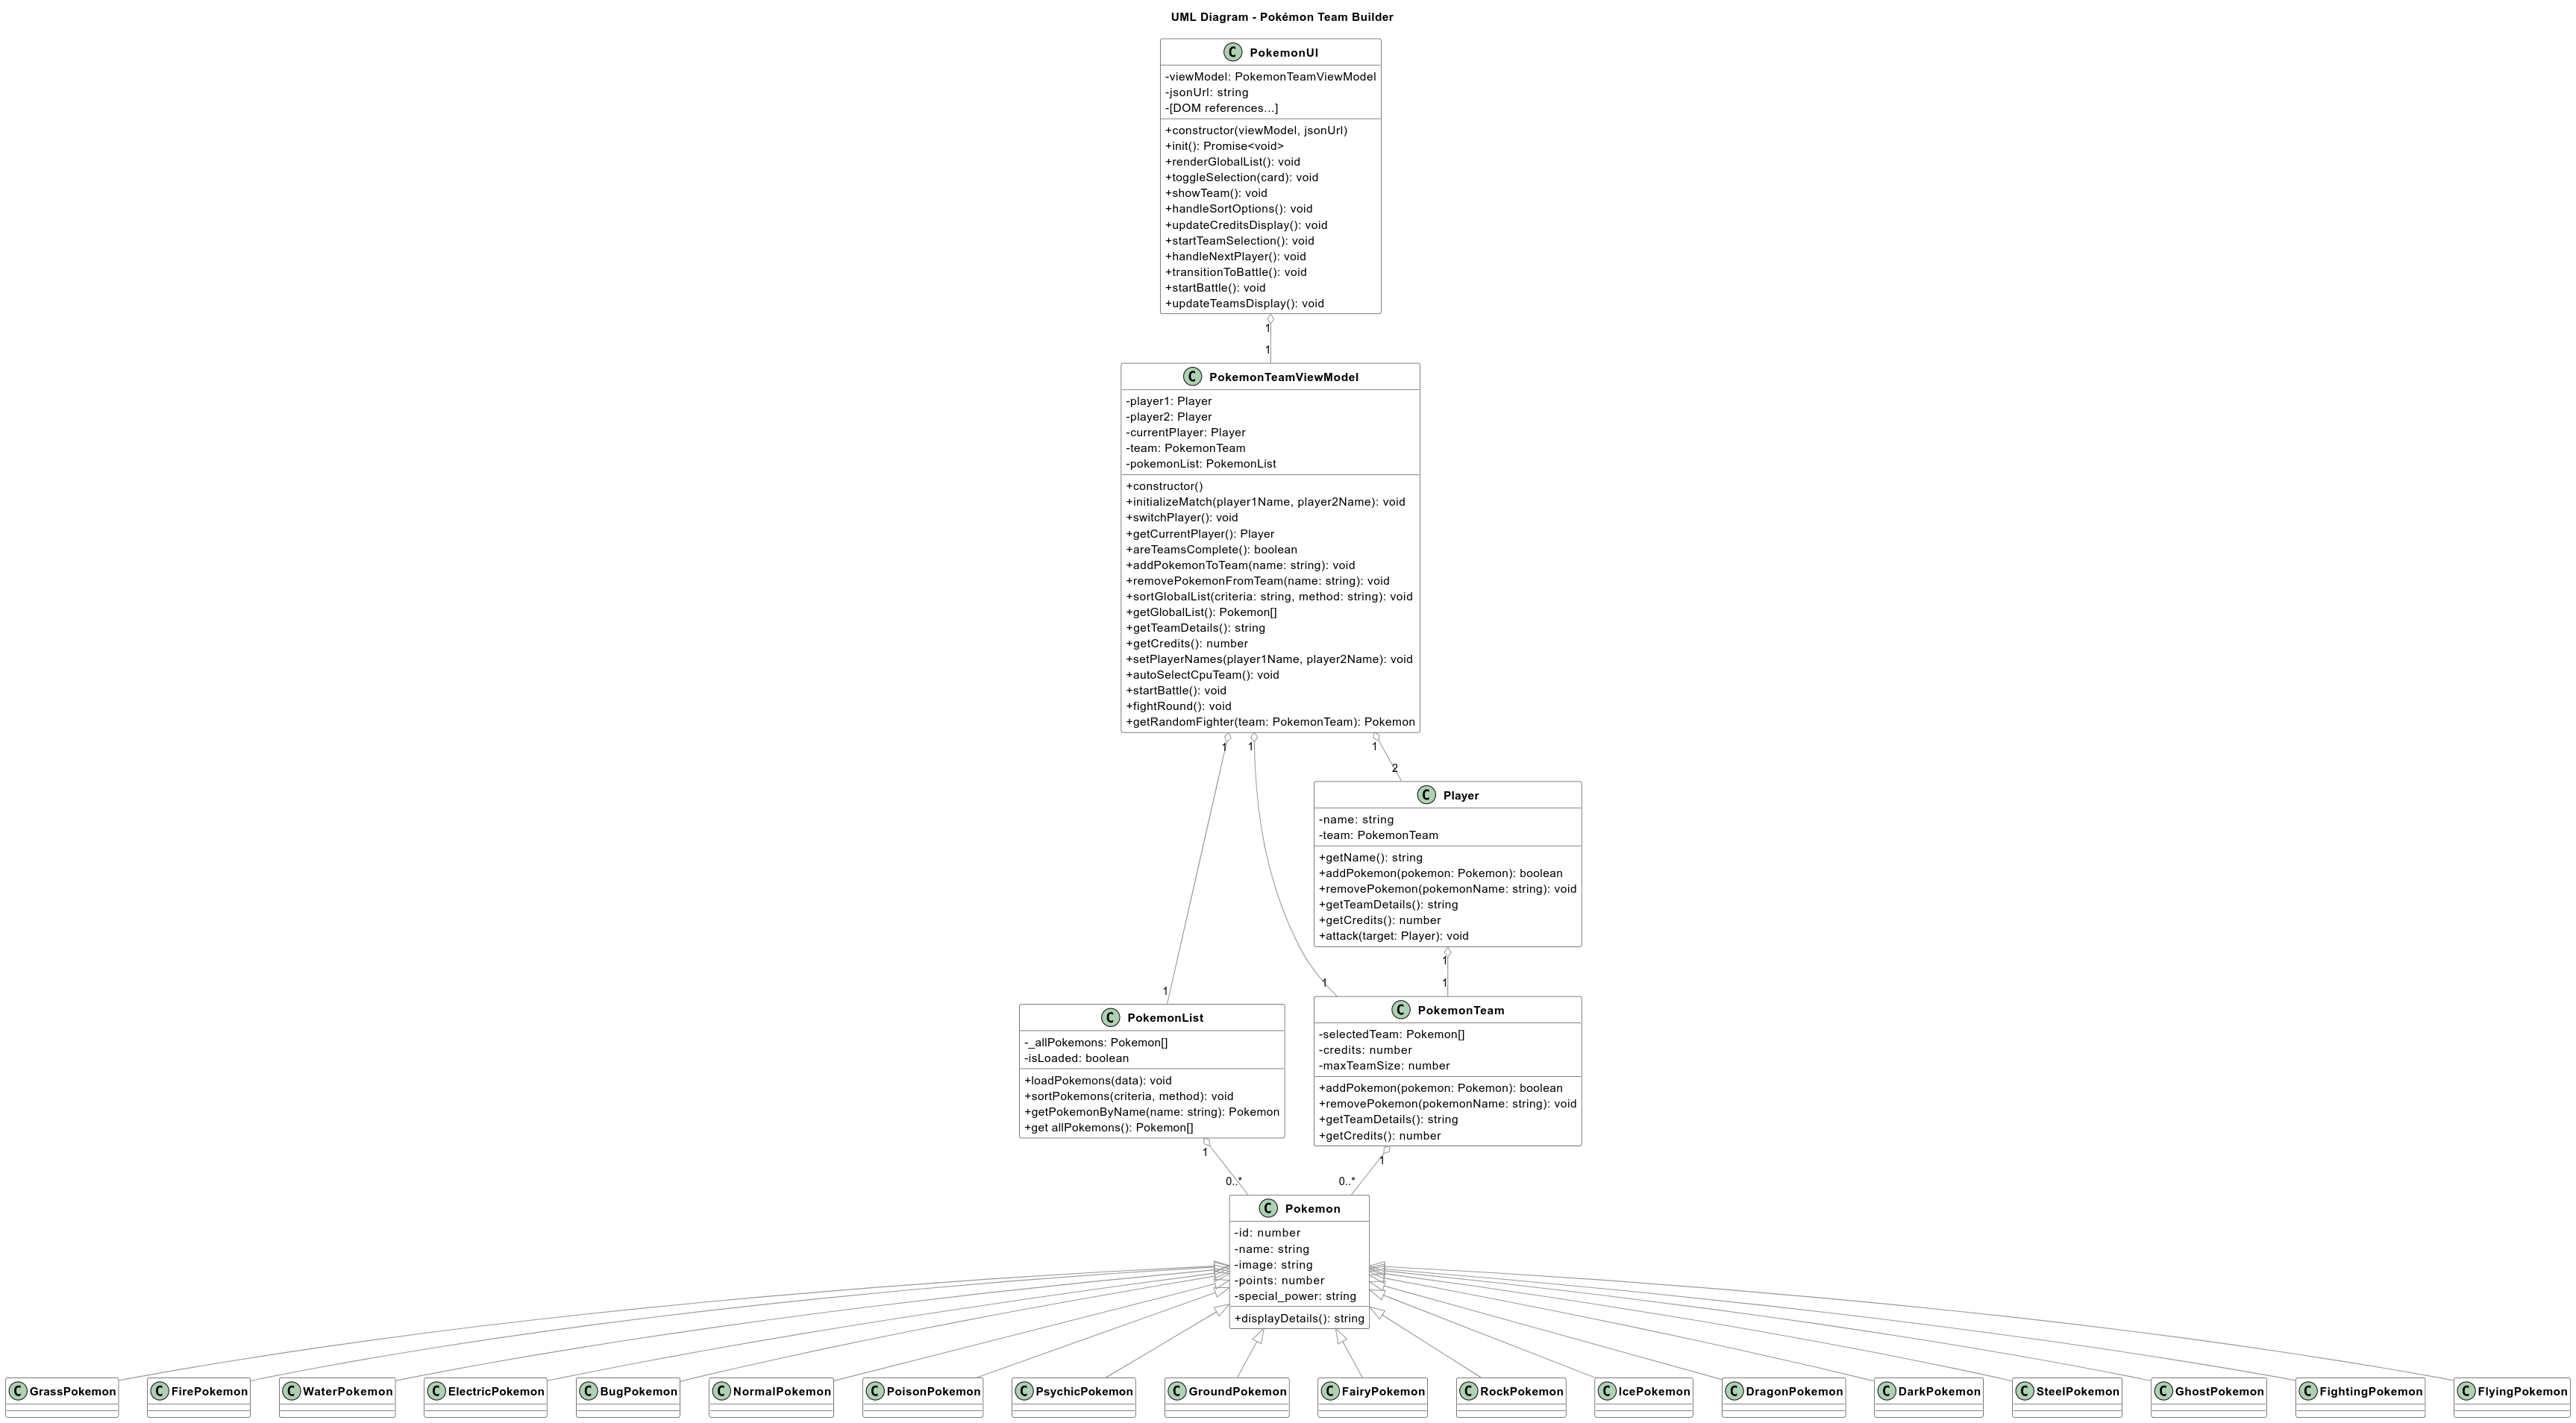 UML Diagram - Pokémon Team Builder
C PokemonUI
-viewModel: PokemonTeamViewModel
-jsonUrl: string
-[DOM references...]
+constructor(viewModel, jsonUrl)
+init(): Promise<void>
+renderGlobalList(): void
+toggleSelection(card): void
+showTeam(): void
+handleSortOptions(): void
+updateCreditsDisplay(): void
+startTeamSelection(): void
+handleNextPlayer(): void
+transitionToBattle(): void
+startBattle(): void
+updateTeamsDisplay(): void
1
1
C PokemonTeamViewModel
-player1: Player
-player2: Player
-currentPlayer: Player
-team: PokemonTeam
-pokemonList: PokemonList
+constructor()
+initializeMatch(player1Name, player2Name): void
+switchPlayer(): void
+getCurrentPlayer(): Player
+areTeamsComplete(): boolean
+addPokemonToTeam(name: string): void
+removePokemonFromTeam(name: string): void
+sortGlobalList(criteria: string, method: string): void
+getGlobalList(): Pokemon[]
+getTeamDetails(): string
+getCredits(): number
+setPlayerNames(player1Name, player2Name): void
+autoSelectCpuTeam(): void
+startBattle(): void
+fightRound(): void
+getRandomFighter(team: PokemonTeam): Pokemon
1 1 1
2
C Player
-name: string
-team: PokemonTeam
+getName(): string
+addPokemon(pokemon: Pokemon): boolean
+removePokemon(pokemonName: string): void
+getTeamDetails(): string
+getCredits(): number
+attack(target: Player): void
1
1 1 1
C PokemonList
-_allPokemons: Pokemon[]
-isLoaded: boolean
+loadPokemons(data): void
+sortPokemons(criteria, method): void
+getPokemonByName(name: string): Pokemon
+get allPokemons(): Pokemon[]
C PokemonTeam
-selectedTeam: Pokemon[]
-credits: number
-maxTeamSize: number
+addPokemon(pokemon: Pokemon): boolean
+removePokemon(pokemonName: string): void
+getTeamDetails(): string
+getCredits(): number
1 1
0..* 0..*
C Pokemon
-id: number
-name: string
-image: string
-points: number
-special_power: string
+displayDetails(): string
C GrassPokemon
C FirePokemon
C WaterPokemon
C ElectricPokemon
C BugPokemon
C NormalPokemon
C PoisonPokemon
C PsychicPokemon
C GroundPokemon
C FairyPokemon
C RockPokemon
C IcePokemon
C DragonPokemon
C DarkPokemon
C SteelPokemon
C GhostPokemon
C FightingPokemon
C FlyingPokemon